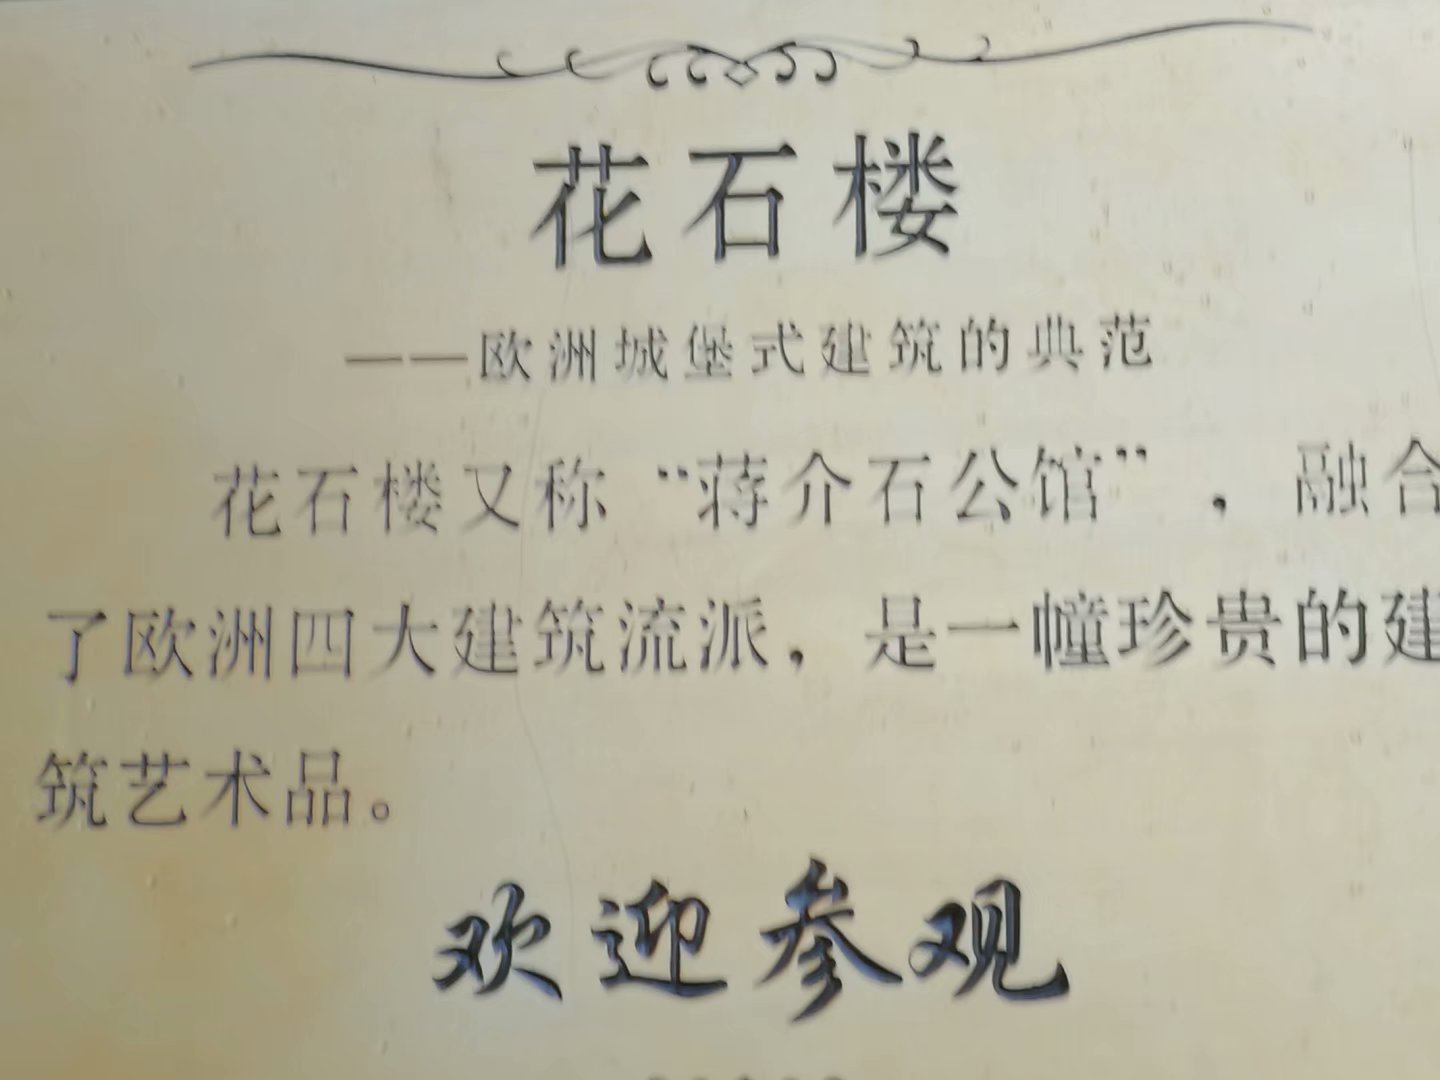 花石楼
——欧洲城堡式建筑的典范
花石楼又称“蒋介石公馆”，融合
了欧洲四大建筑流派，是一幢珍贵的建
筑艺术品。
欢迎参观